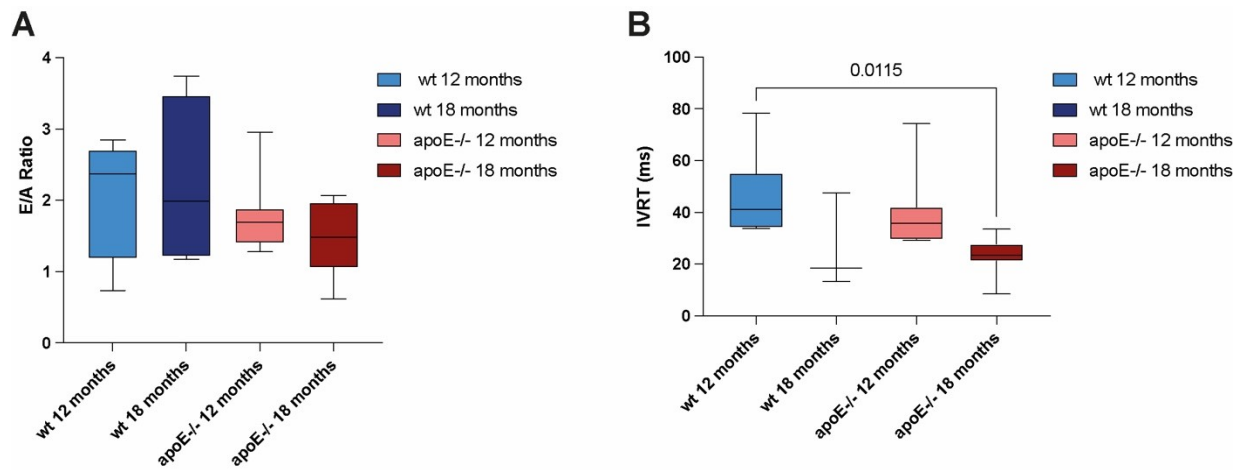 A
E/A Ratio
4
3
2
1
0
wt 12 months
wt 18 months
apoE-/- 12 months
apoE-/- 18 months
wt 12 months
wt 18 months
apoE-/- 12 months
apoE-/- 18 months
B
IVRT (ms)
100
80
60
40
20
0
0.0115
wt 12 months
wt 18 months
apoE-/- 12 months
apoE-/- 18 months
wt 12 months
wt 18 months
apoE-/- 12 months
apoE-/- 18 months